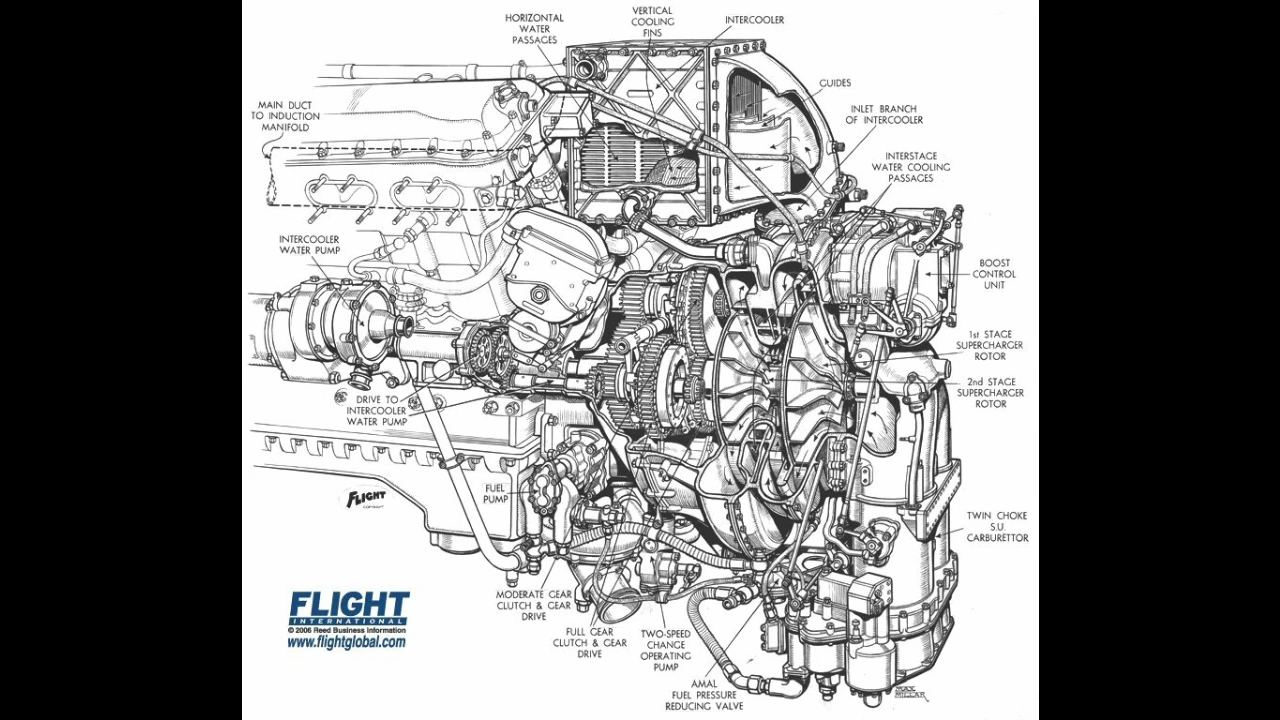 HORIZONTAL
WATER
PASSAGES
VERTICAL
COOLING
FINS
INTERCOOLER
GUIDES
MAIN DUCT
TO INDUCTION
MANIFOLD
INLET BRANCH
OF INTERCOOLER
INTERSTAGE
WATER COOLING
PASSAGES
INTERCOOLER
WATER PUMP
BOOST
CONTROL
UNIT
1st STAGE
SUPERCHARGER
ROTOR
2nd STAGE
SUPERCHARGER
ROTOR
DRIVE TO
INTERCOOLER
WATER PUMP
FUEL
PUMP
FLIGHT
COPYRIGHT
TWIN CHOKE
S.U.
CARBURETTOR
MODERATE GEAR
CLUTCH & GEAR
DRIVE
FULL GEAR
CLUTCH & GEAR
DRIVE
TWO-SPEED
CHANGE
OPERATING
PUMP
AMAL
FUEL PRESSURE
REDUCING VALVE
FLIGHT
INTERNATIONAL
© 2006 Reed Business Information
www.flightglobal.com
MAX
MILLAR